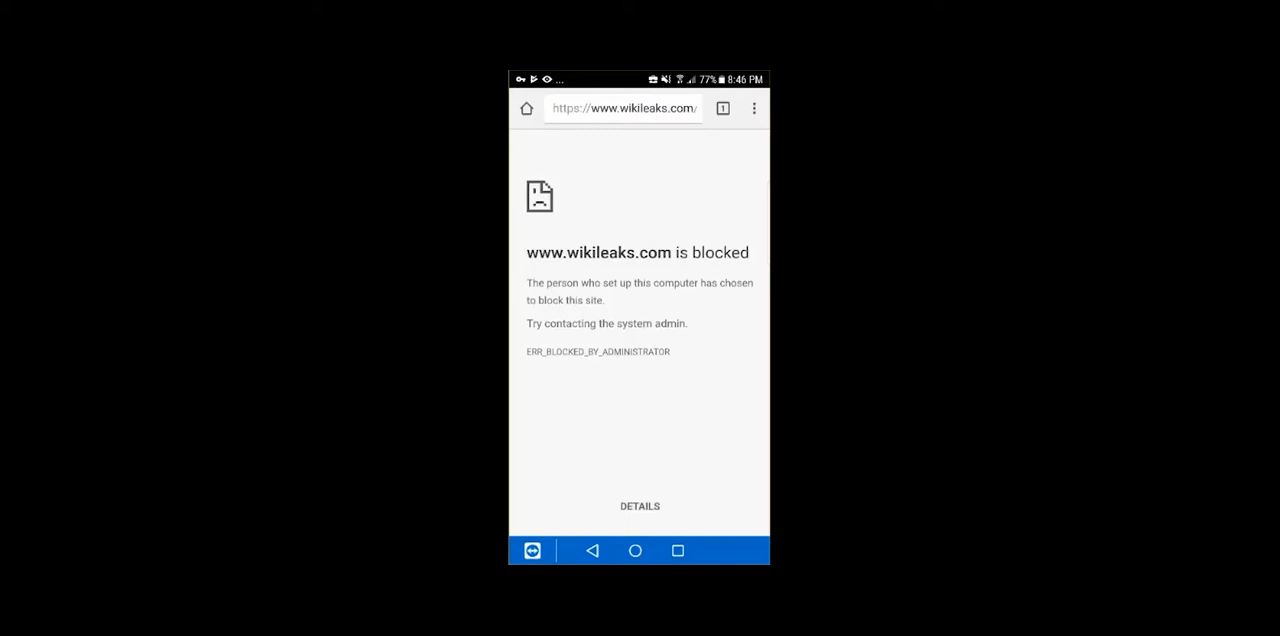 ... 77% 8:46 PM
https://www.wikileaks.com/ 1
www.wikileaks.com is blocked
The person who set up this computer has chosen
to block this site.
Try contacting the system admin.
ERR_BLOCKED_BY_ADMINISTRATOR
DETAILS